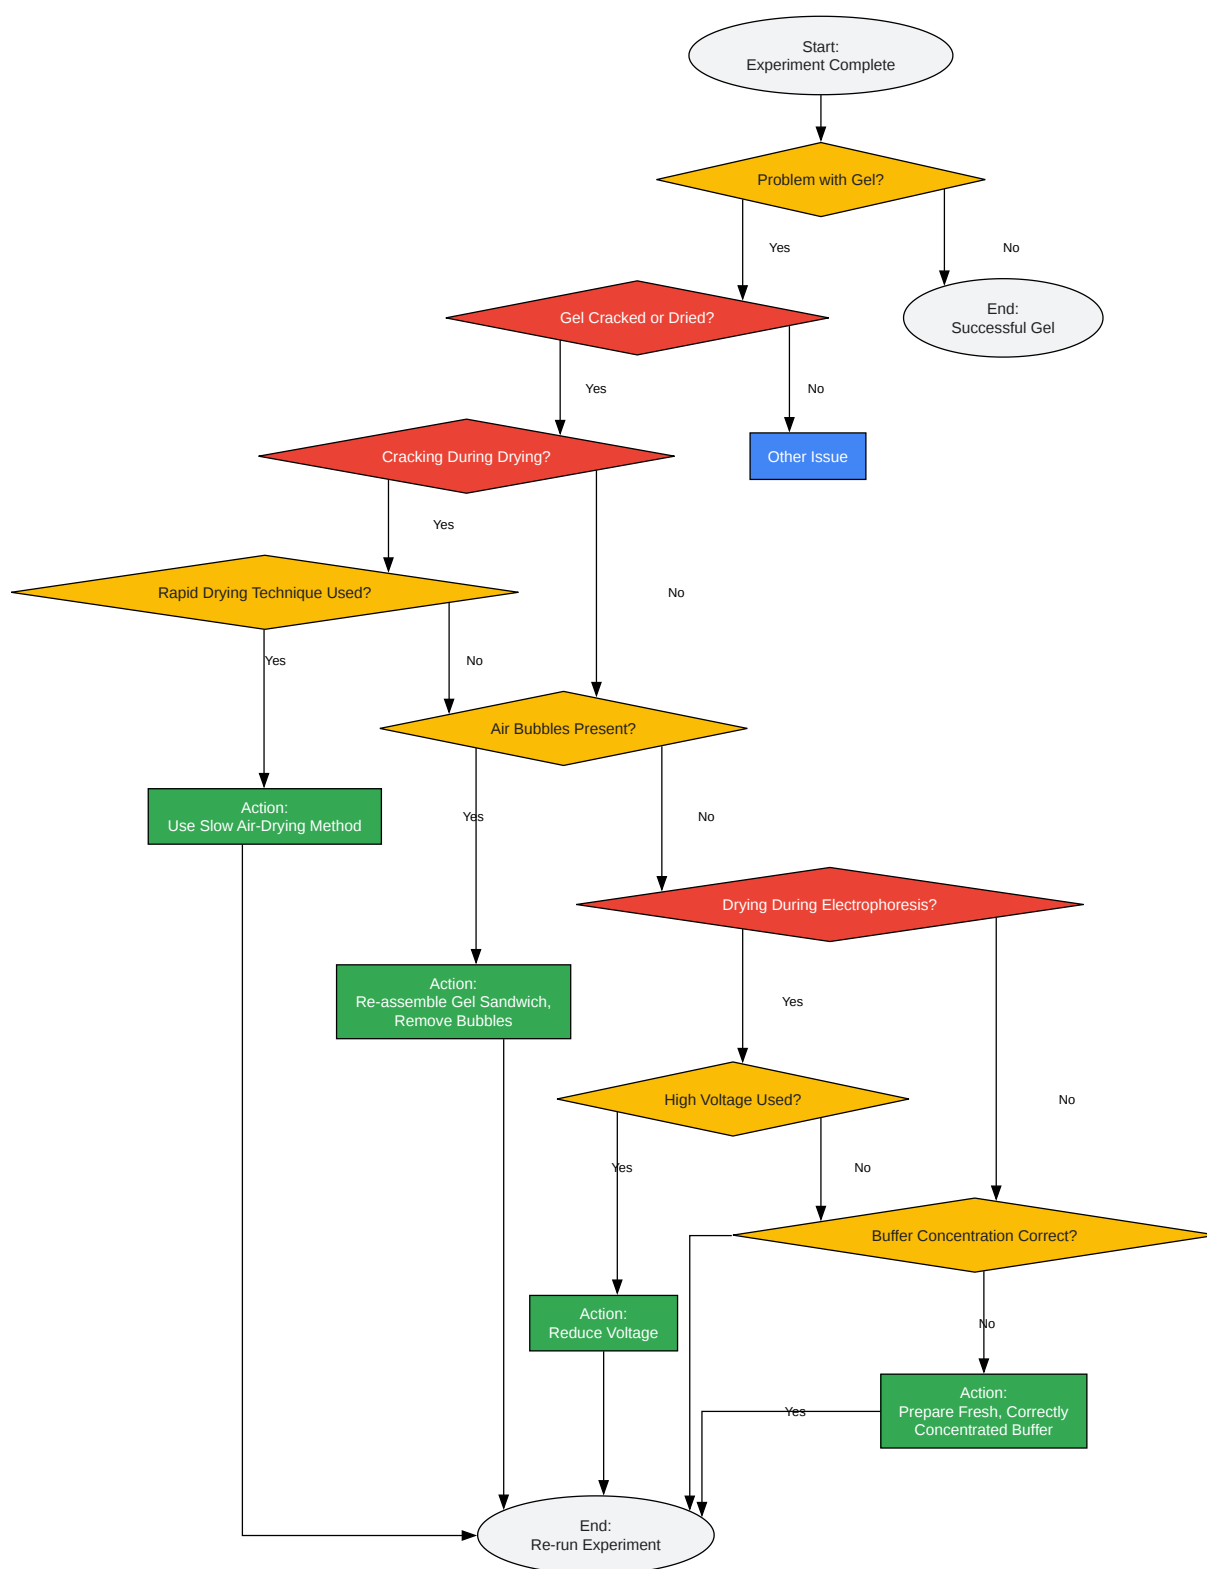 Start:
Experiment Complete
Problem with Gel?
Yes
No
End:
Successful Gel
Gel Cracked or Dried?
Yes
No
Cracking During Drying?
Other Issue
Yes
No
Rapid Drying Technique Used?
Yes
No
Air Bubbles Present?
Action:
Use Slow Air-Drying Method
Yes
No
Drying During Electrophoresis?
Action:
Re-assemble Gel Sandwich,
Remove Bubbles
Yes
No
High Voltage Used?
Yes
No
Buffer Concentration Correct?
Action:
Reduce Voltage
No
Action:
Prepare Fresh, Correctly
Concentrated Buffer
Yes
End:
Re-run Experiment